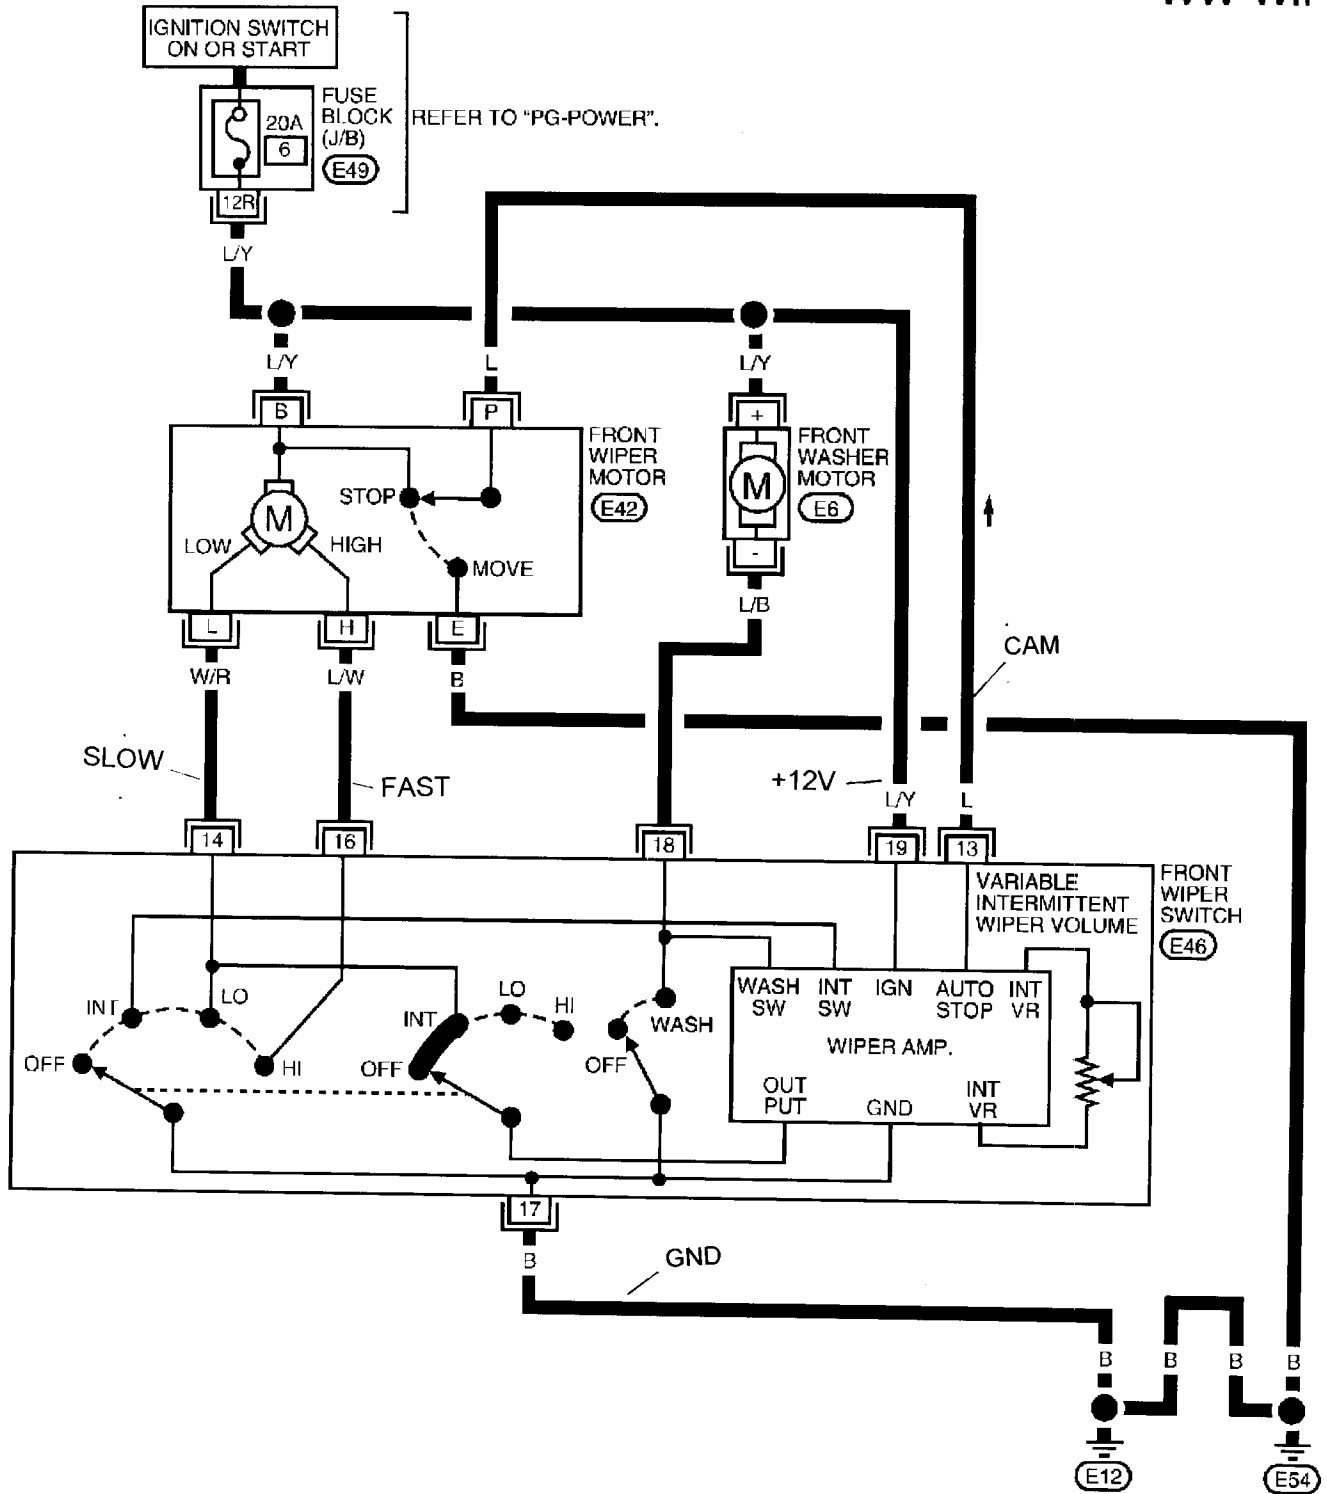 IGNITION SWITCH
ON OR START
FUSE
BLOCK
(J/B)
20A
6
E49
REFER TO "PG-POWER".
12R
L/Y
L/Y
L
L/Y
B
P
+
FRONT
WIPER
MOTOR
E42
FRONT
WASHER
MOTOR
E6
STOP
M
M
LOW
HIGH
MOVE
-
L
H
E
L/B
W/R
L/W
B
CAM
SLOW
FAST
+12V
L/Y
L
14
16
18
19
13
VARIABLE
INTERMITTENT
WIPER VOLUME
FRONT
WIPER
SWITCH
E46
INT
LO
OFF
HI
INT
LO
HI
OFF
WASH
OFF
WASH
SW
INT
SW
IGN
AUTO
STOP
INT
VR
WIPER AMP.
OUT
PUT
GND
INT
VR
17
B
GND
B
B
B
B
E12
E54